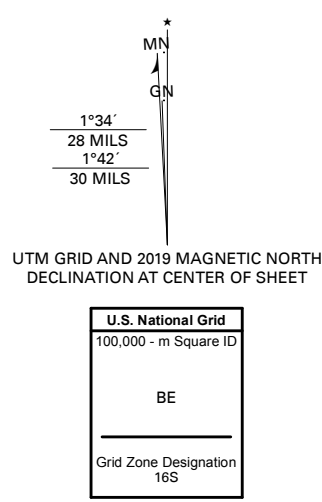 ★
MN
GN
1°34´
28 MILS
1°42´
30 MILS
UTM GRID AND 2019 MAGNETIC NORTH
DECLINATION AT CENTER OF SHEET
U.S. National Grid
100,000 - m Square ID
BE
Grid Zone Designation
16S